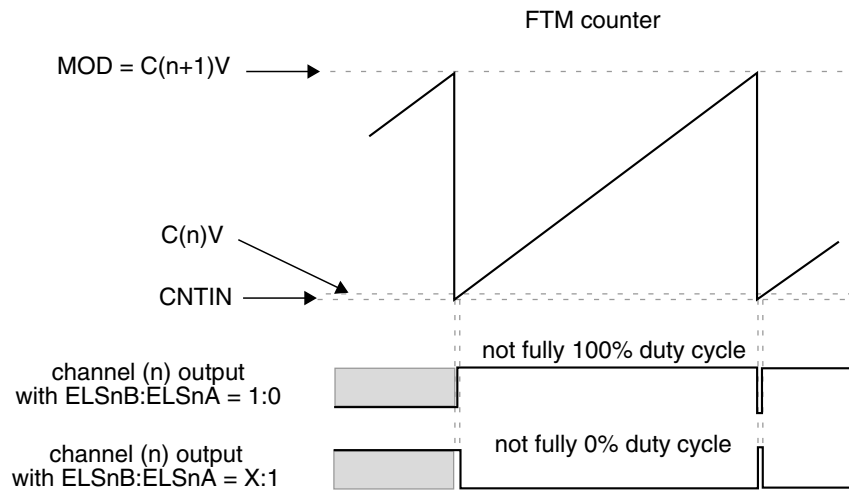 FTM counter
MOD = C(n+1)V
C(n)V
CNTIN
not fully 100% duty cycle
channel (n) output
with ELSnB:ELSnA = 1:0
not fully 0% duty cycle
channel (n) output
with ELSnB:ELSnA = X:1